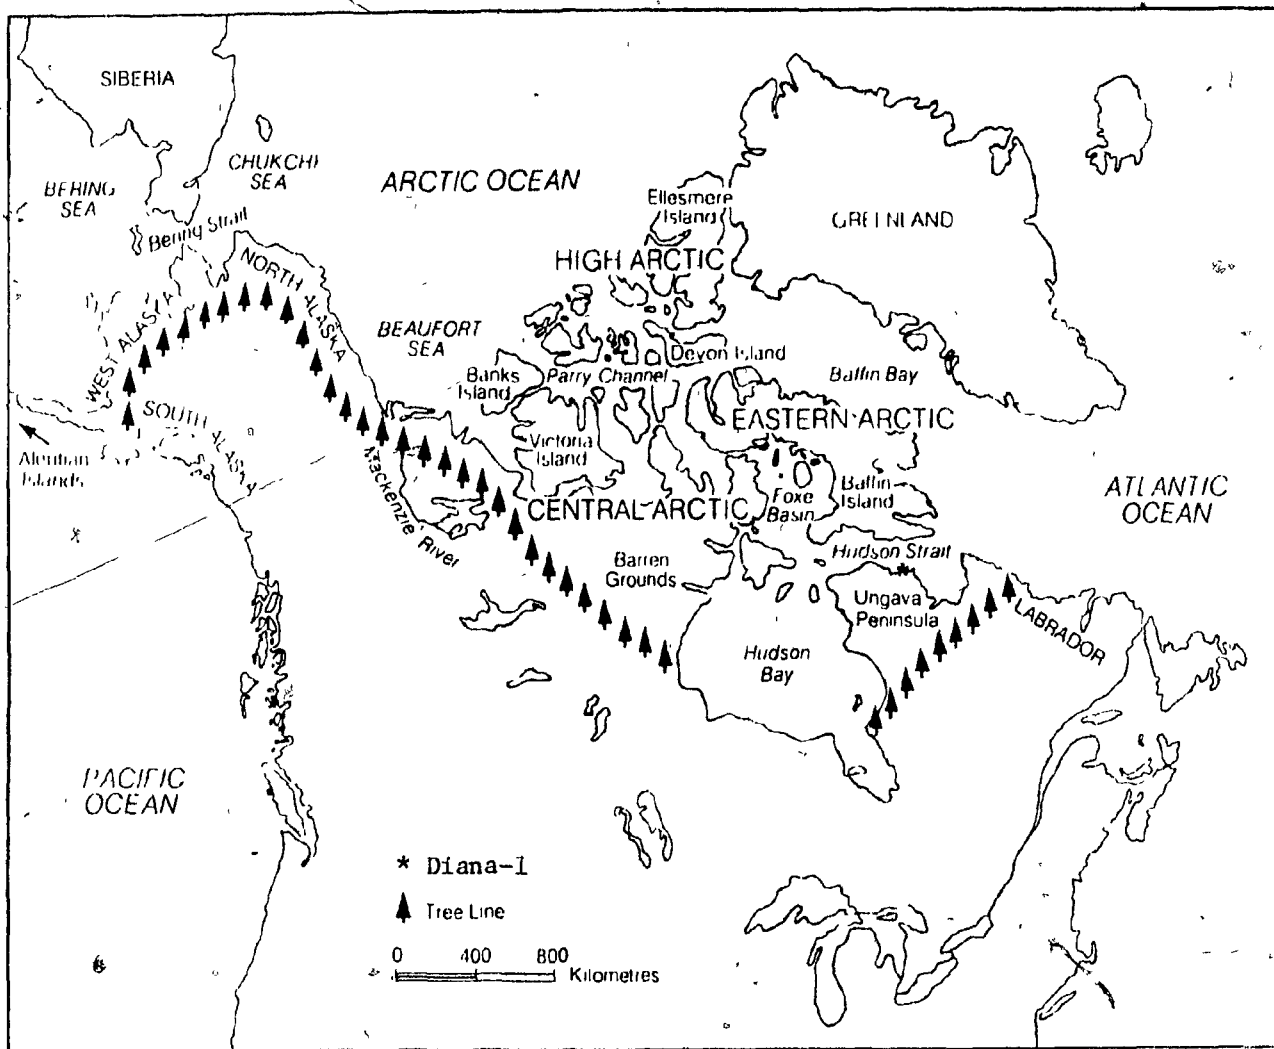 SIBERIA
CHUKCHI
SEA
BERING
SEA
Bering Strait
ARCTIC OCEAN
Ellesmere
Island
GREENLAND
HIGH ARCTIC
NORTH ALASKA
WEST ALASKA
BEAUFORT
SEA
Devon Island
Banks
Island
Parry Channel
Baffin Bay
SOUTH ALASKA
EASTERN ARCTIC
Aleutian
Islands
Victoria
Island
Mackenzie River
Foxe
Basin
Baffin
Island
ATLANTIC
OCEAN
CENTRAL ARCTIC
Hudson Strait
Barren
Grounds
Ungava
Peninsula
LABRADOR
Hudson
Bay
PACIFIC
OCEAN
* Diana-1
Tree Line
0 400 800
Kilometres